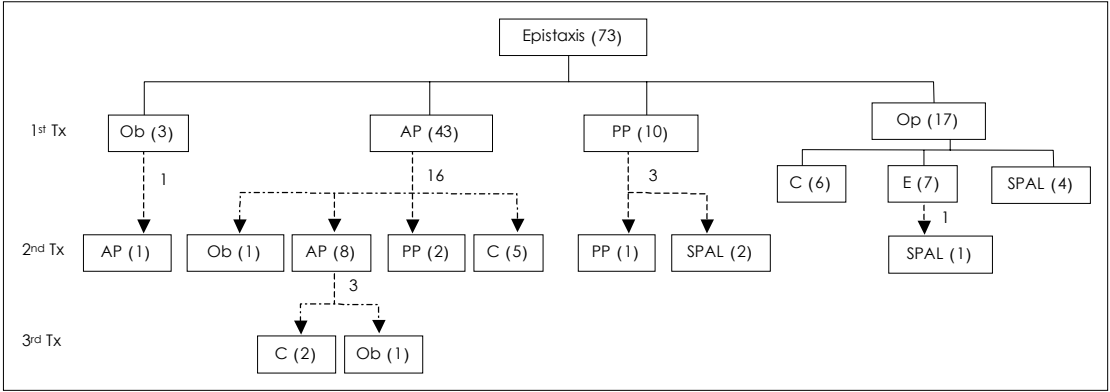 Epistaxis (73)
1st Tx Ob (3) AP (43) PP (10) Op (17)
1 16 3 C (6) E (7) SPAL (4)
1
2nd Tx AP (1) Ob (1) AP (8) PP (2) C (5) PP (1) SPAL (2) SPAL (1)
3
3rd Tx C (2) Ob (1)